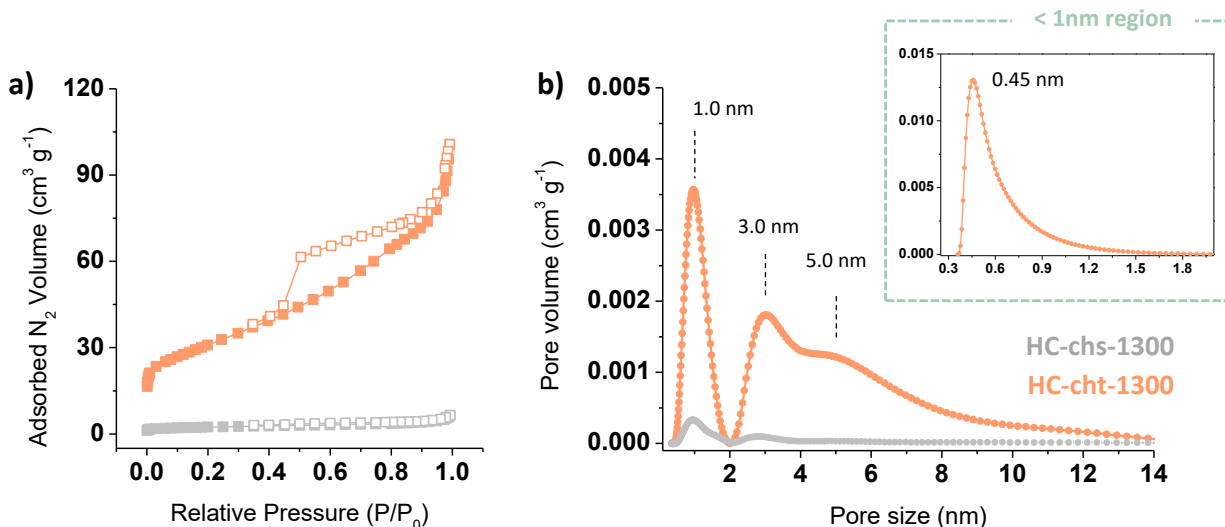 a)
Adsorbed N₂ Volume (cm³ g⁻¹)
120
90
60
30
0
0.0 0.2 0.4 0.6 0.8 1.0
Relative Pressure (P/P₀)
b)
Pore volume (cm³ g⁻¹)
0.005
0.004
0.003
0.002
0.001
0.000
0 2 4 6 8 10 12 14
Pore size (nm)
1.0 nm
3.0 nm
5.0 nm
HC-chs-1300
HC-cht-1300
< 1nm region
0.015
0.010
0.005
0.000
0.3 0.6 0.9 1.2 1.5 1.8
0.45 nm